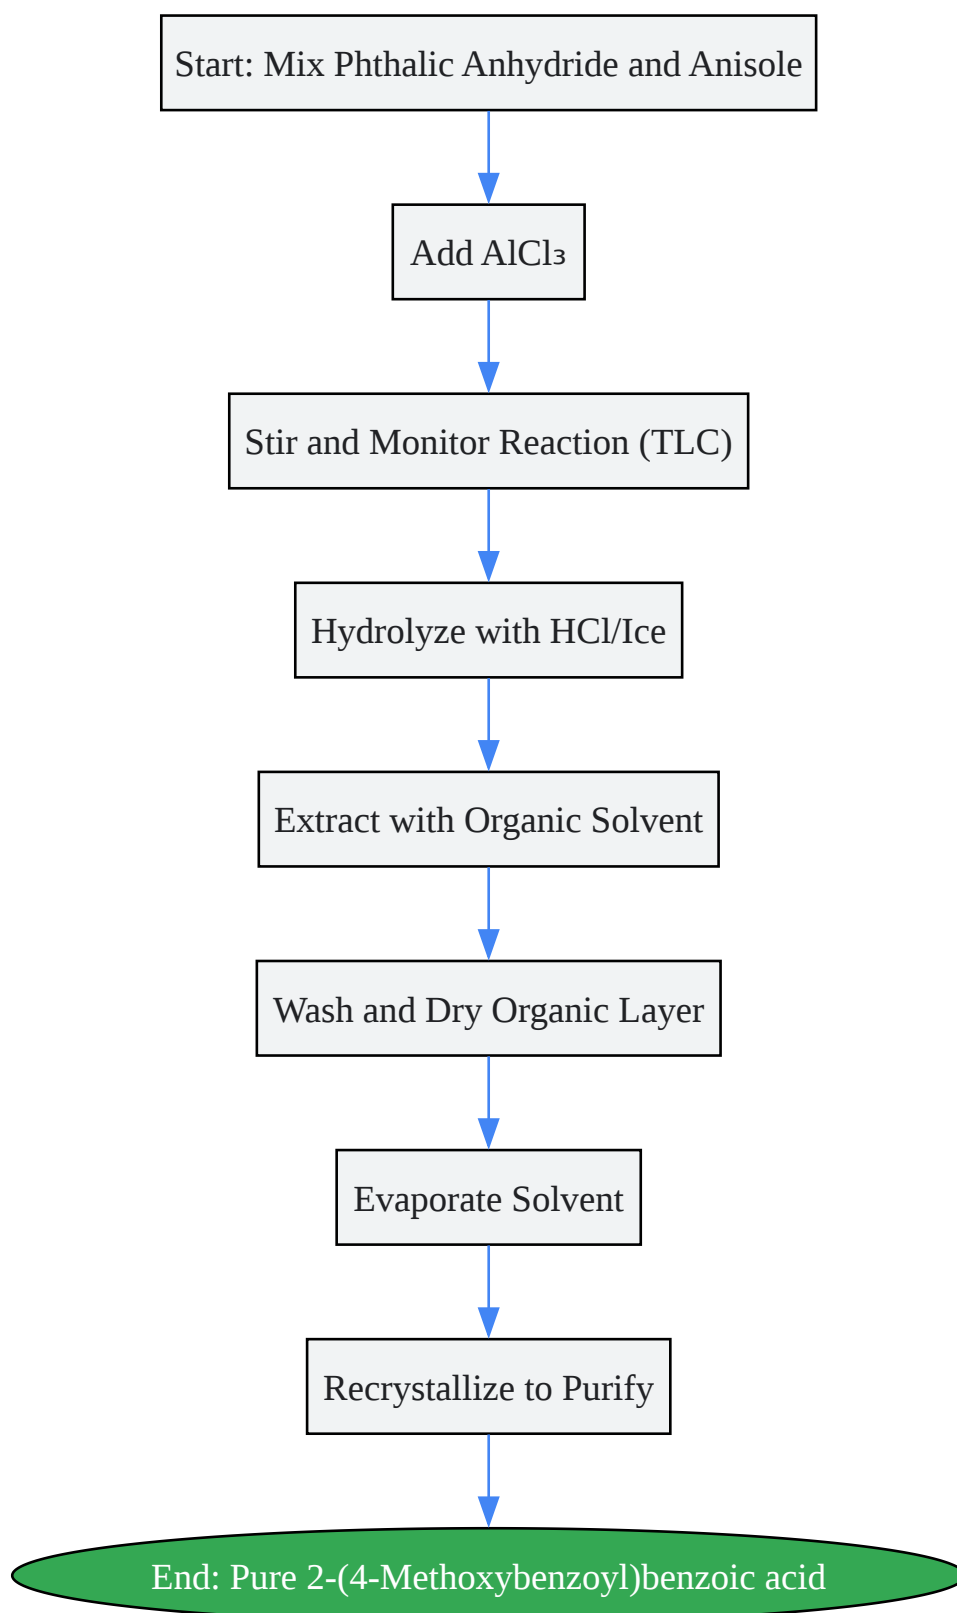 Start: Mix Phthalic Anhydride and Anisole
Add AlCl₃
Stir and Monitor Reaction (TLC)
Hydrolyze with HCl/Ice
Extract with Organic Solvent
Wash and Dry Organic Layer
Evaporate Solvent
Recrystallize to Purify
End: Pure 2-(4-Methoxybenzoyl)benzoic acid